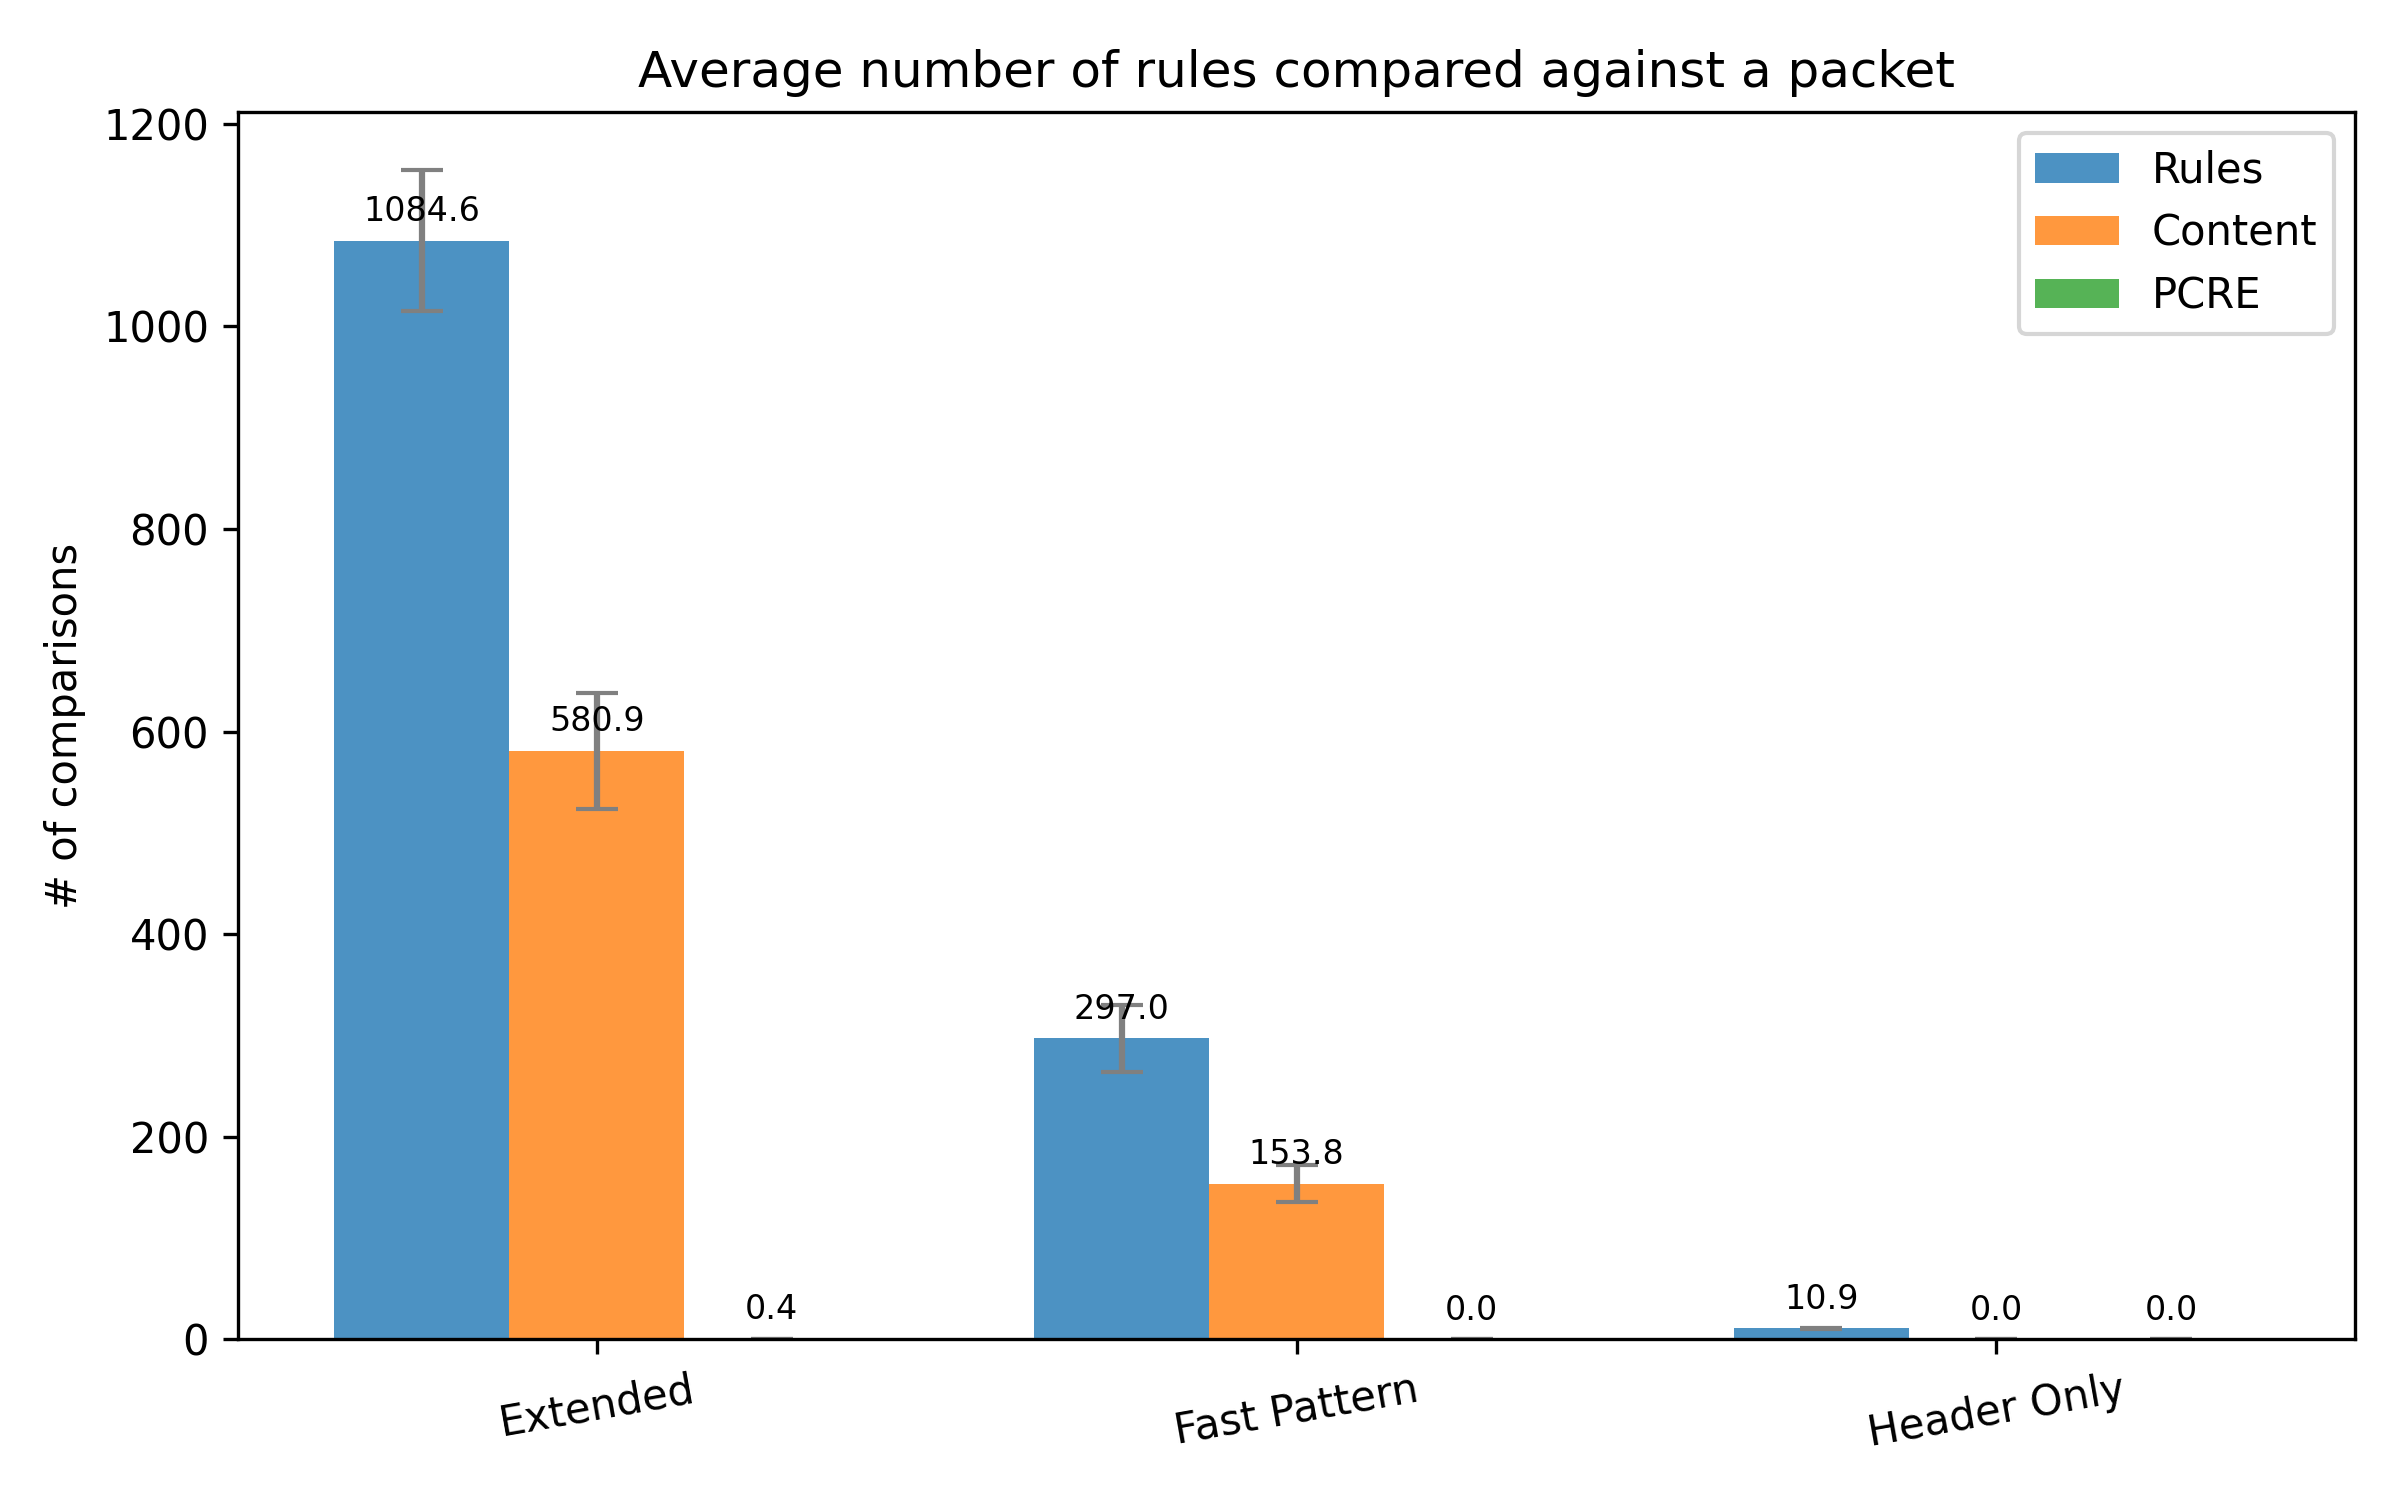 Average number of rules compared against a packet
# of comparisons
1200
1000
800
600
400
200
0
Rules
Content
PCRE
1084.6
580.9
0.4
297.0
153.8
0.0
10.9
0.0
0.0
Extended
Fast Pattern
Header Only